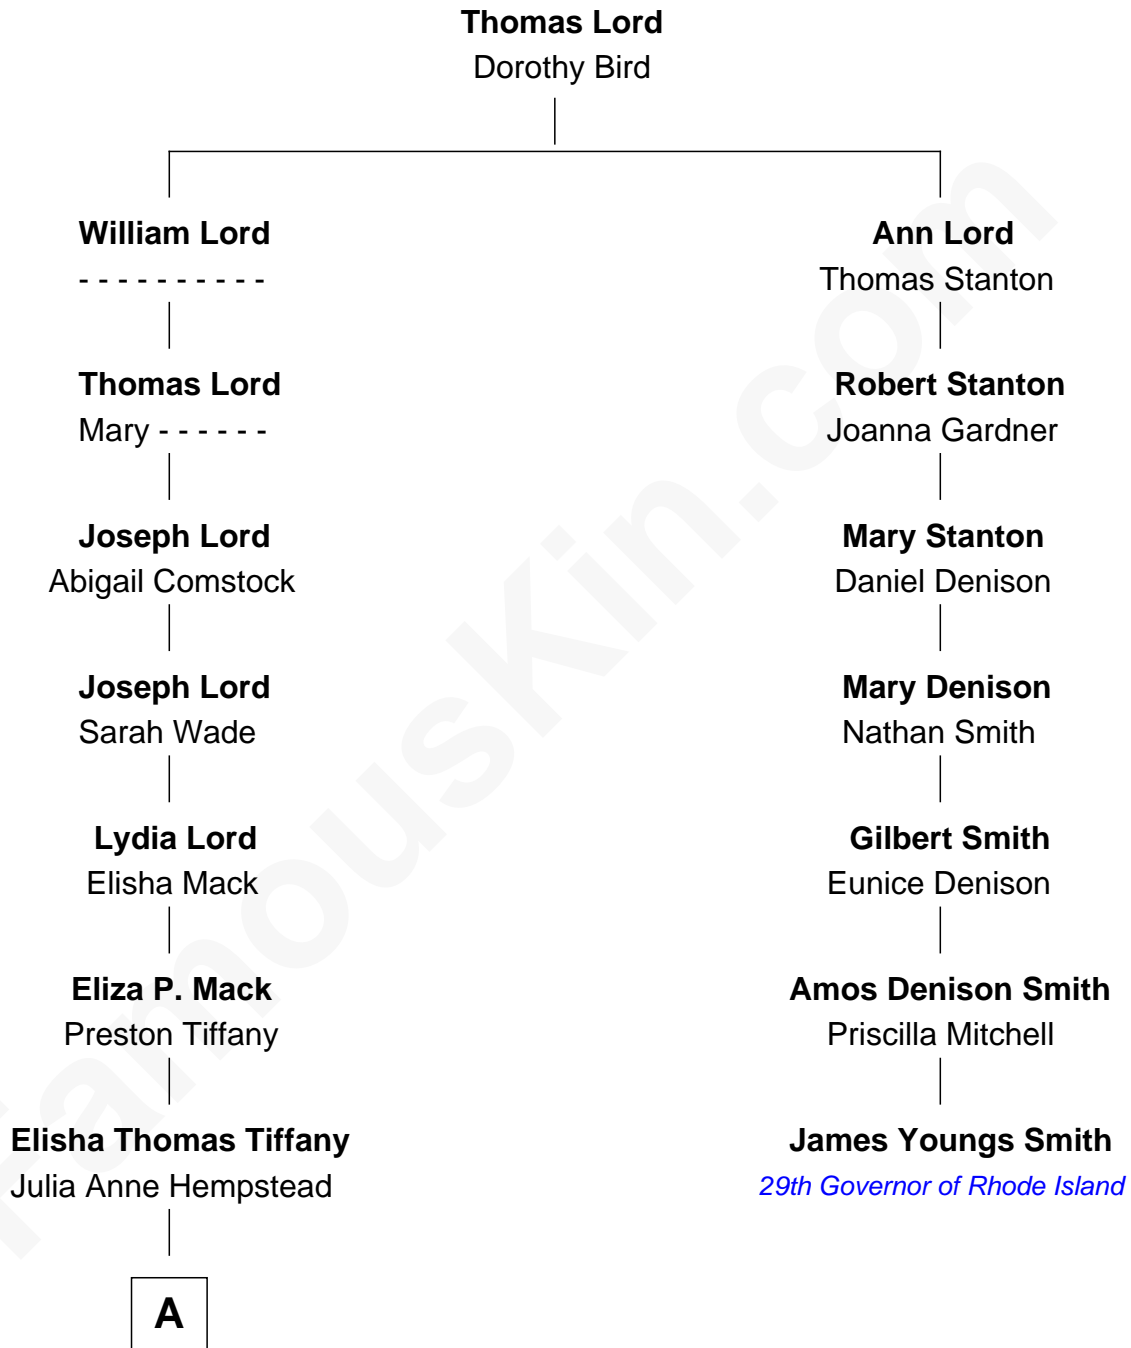 Thomas Lord
Dorothy Bird
William Lord
- - - - - - - - - -
Thomas Lord
Mary - - - - - -
Joseph Lord
Abigail Comstock
Joseph Lord
Sarah Wade
Lydia Lord
Elisha Mack
Eliza P. Mack
Preston Tiffany
Elisha Thomas Tiffany
Julia Anne Hempstead
A
Ann Lord
Thomas Stanton
Robert Stanton
Joanna Gardner
Mary Stanton
Daniel Denison
Mary Denison
Nathan Smith
Gilbert Smith
Eunice Denison
Amos Denison Smith
Priscilla Mitchell
James Youngs Smith
29th Governor of Rhode Island
FamousKin.com